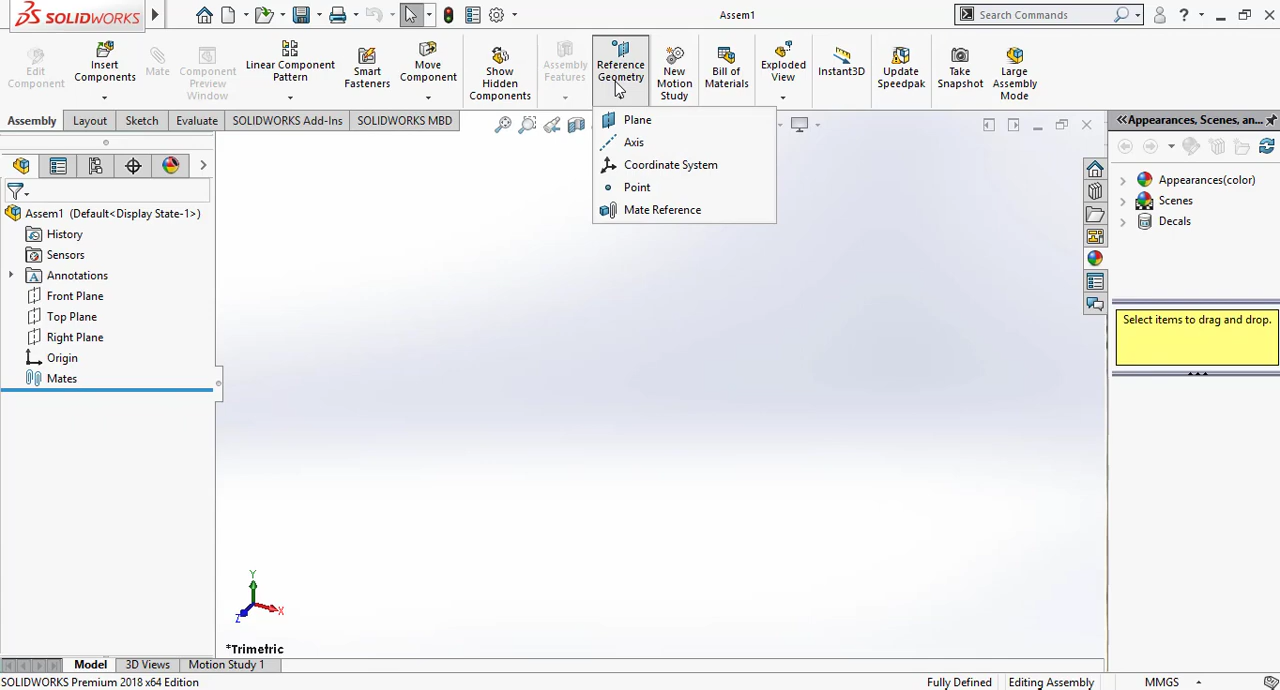 SOLIDWORKS
Assem1
Search Commands
?
Edit
Component
Insert
Components
Mate
Component
Preview
Window
Linear Component
Pattern
Smart
Fasteners
Move
Component
Show
Hidden
Components
Assembly
Features
Reference
Geometry
New
Motion
Study
Bill of
Materials
Exploded
View
Instant3D
Update
Speedpak
Take
Snapshot
Large
Assembly
Mode
Assembly
Layout
Sketch
Evaluate
SOLIDWORKS Add-Ins
SOLIDWORKS MBD
Plane
Axis
Coordinate System
Point
Mate Reference
Assem1 (Default<Display State-1>)
History
Sensors
Annotations
Front Plane
Top Plane
Right Plane
Origin
Mates
Appearances, Scenes, an...
Appearances(color)
Scenes
Decals
Select items to drag and drop.
Y
X
Z
*Trimetric
Model
3D Views
Motion Study 1
SOLIDWORKS Premium 2018 x64 Edition
Fully Defined
Editing Assembly
MMGS